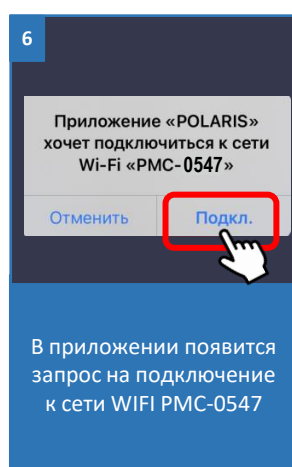 6
Приложение «POLARIS»
хочет подключиться к сети
Wi-Fi «PMC-0547»
Отменить
Подкл.
В приложении появится
запрос на подключение
к сети WIFI PMC-0547